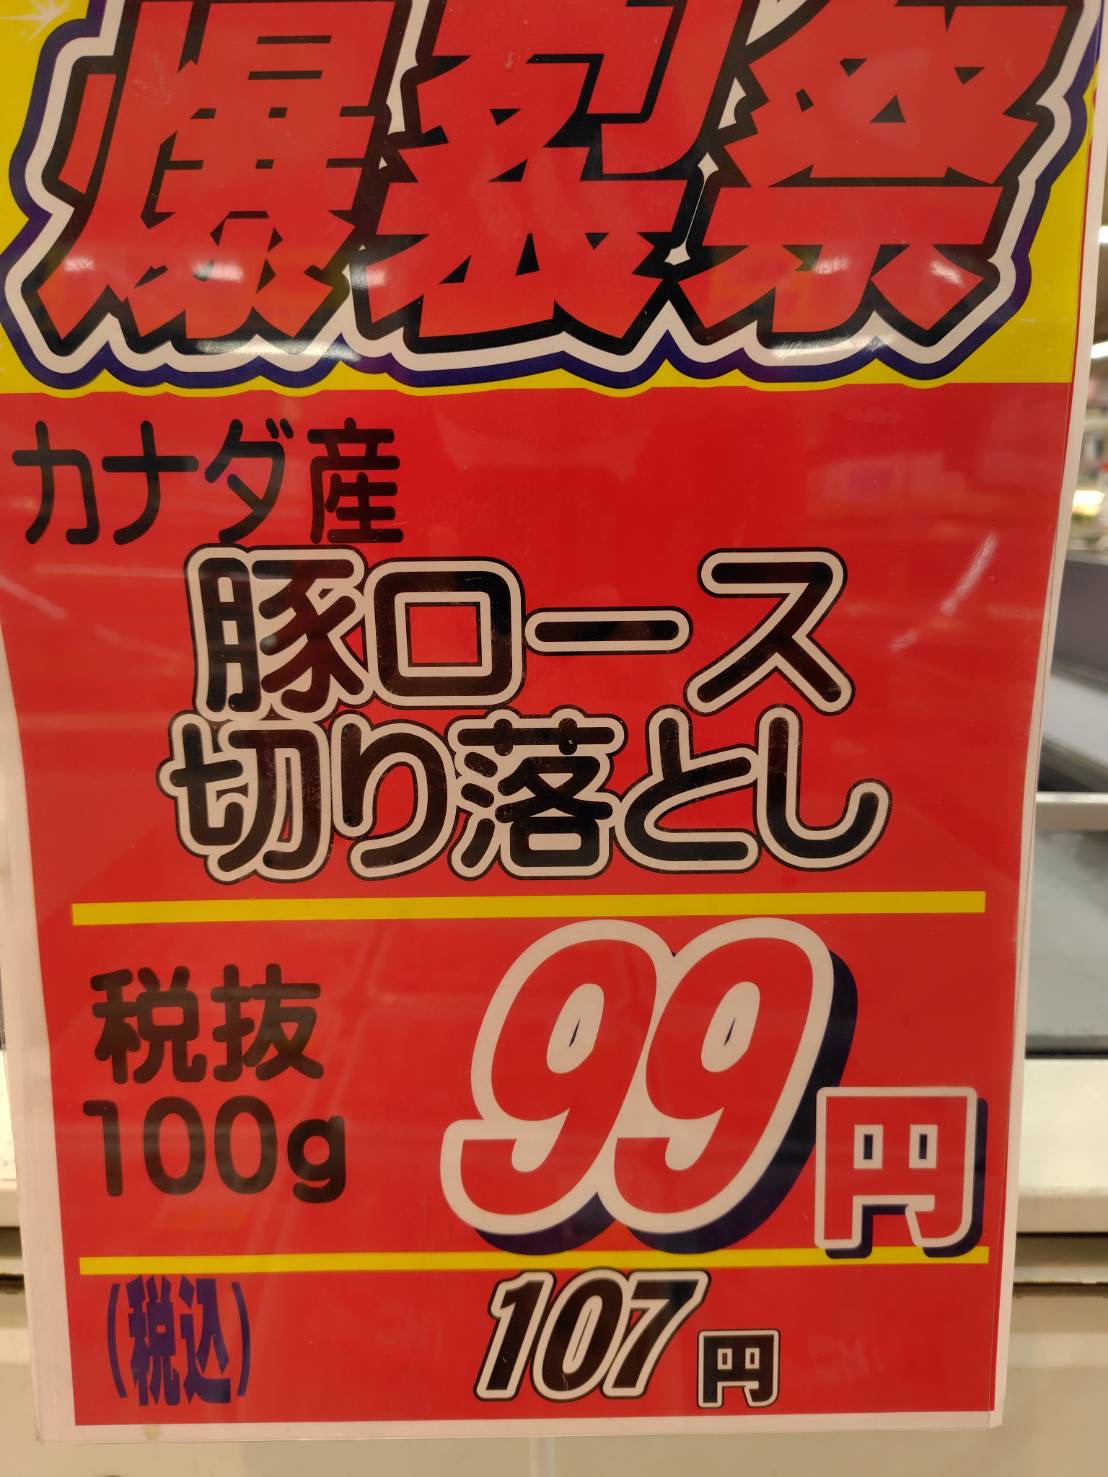 爆裂祭
カナダ産
豚ロース
切り落とし
税抜
100g
99円
(税込)
107円